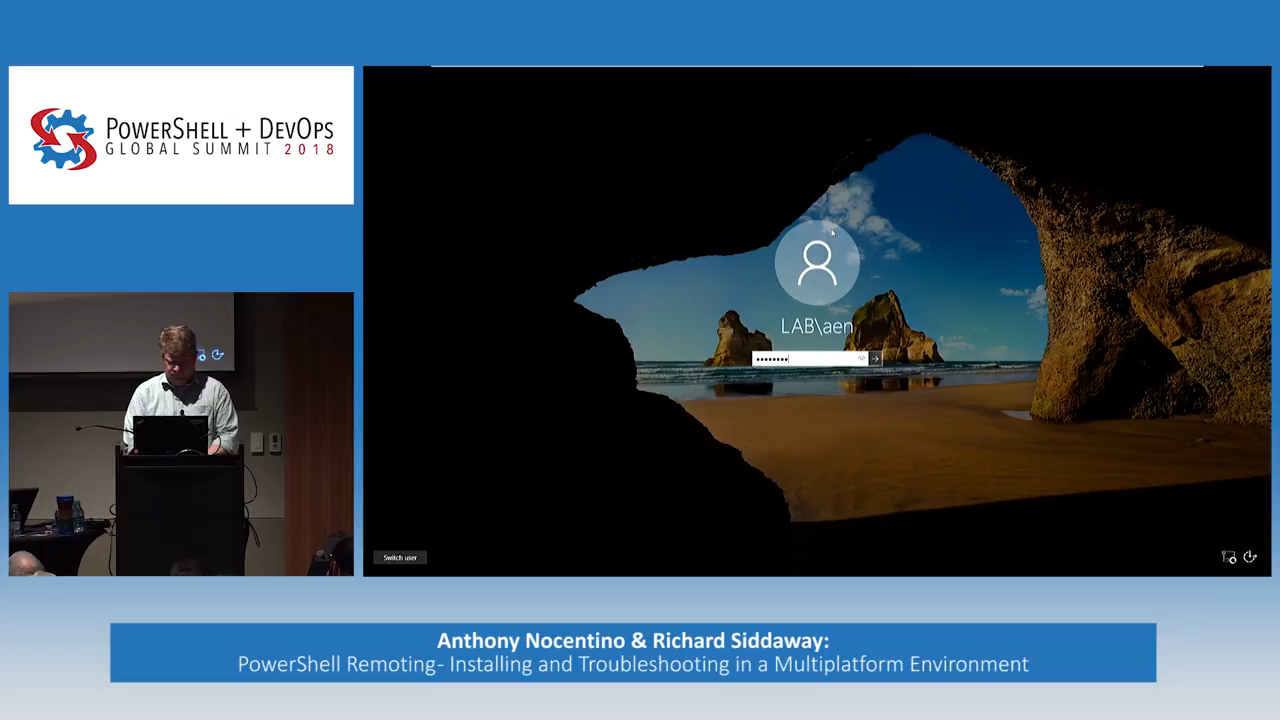 POWERSHELL + DEVOPS
GLOBAL SUMMIT 2018
LAB\aen
Switch user
Anthony Nocentino & Richard Siddaway:
PowerShell Remoting- Installing and Troubleshooting in a Multiplatform Environment